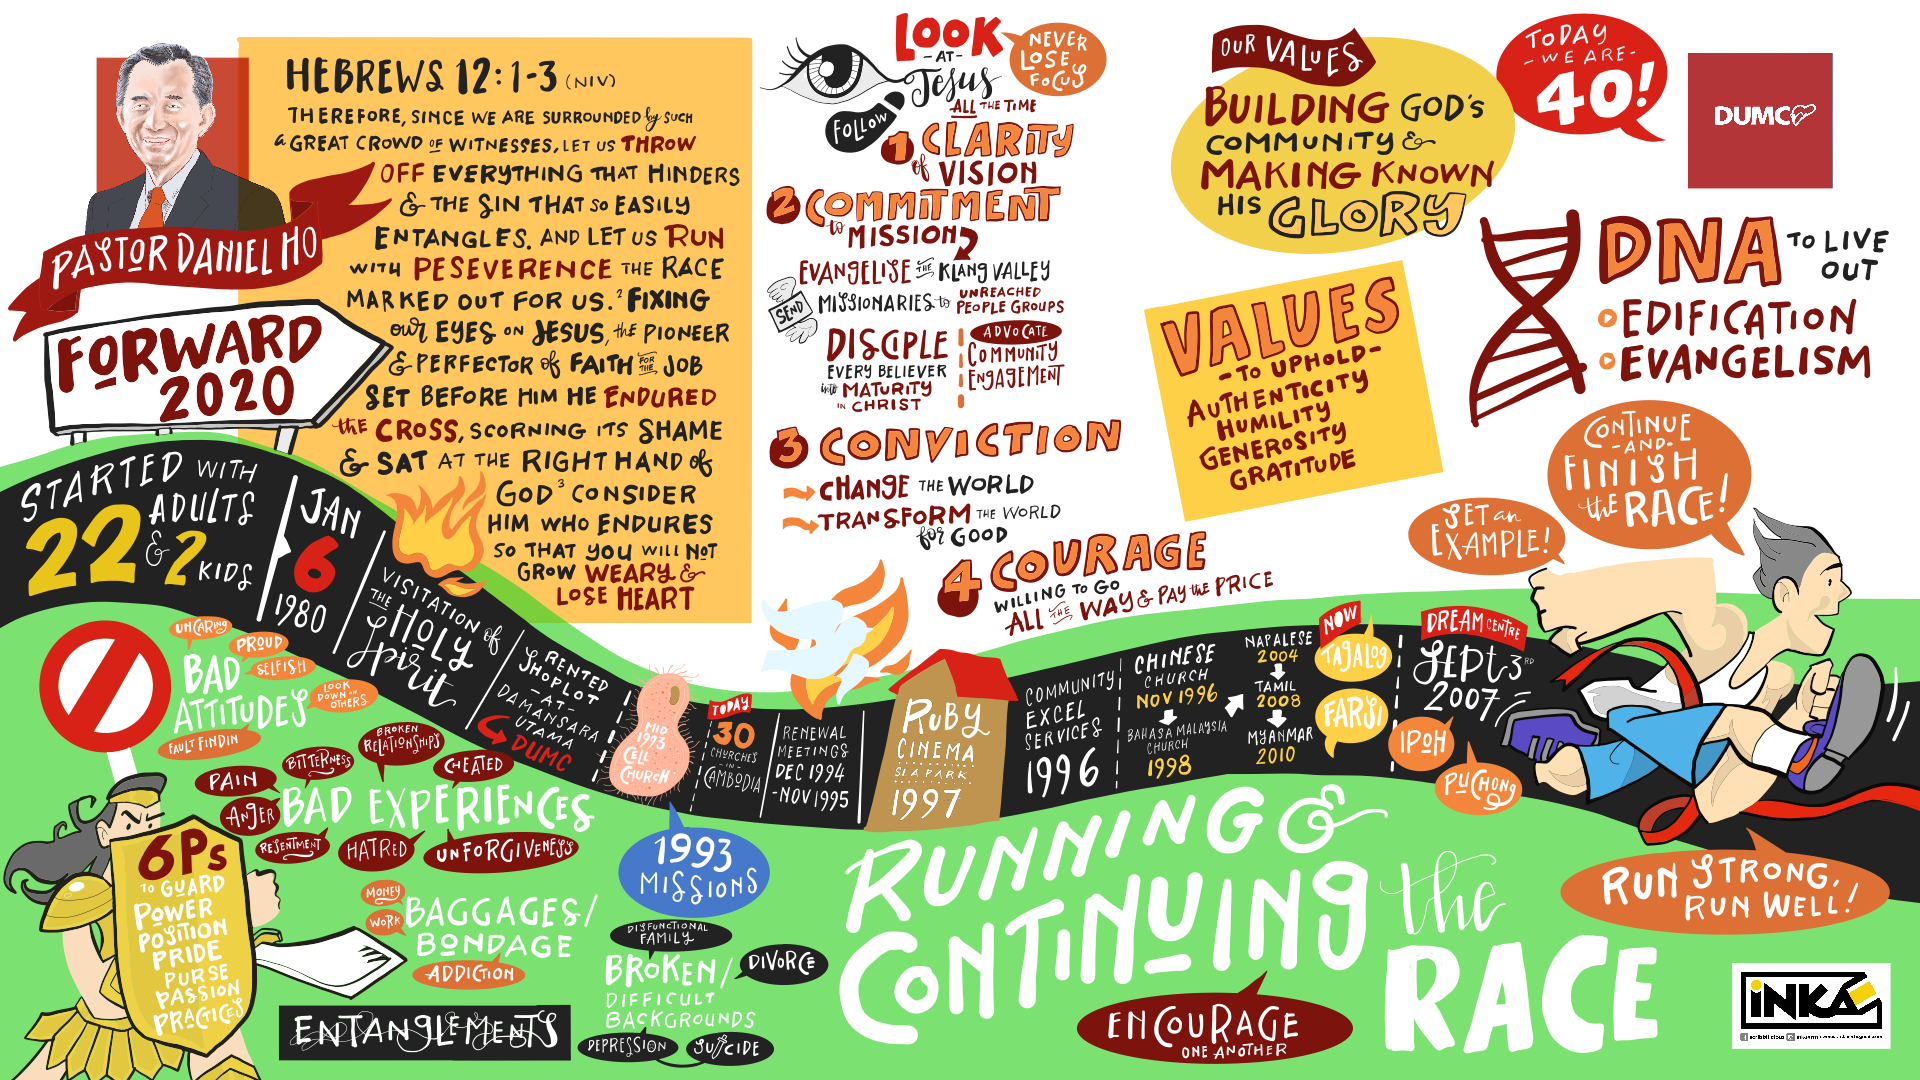 PASTOR DANIEL HO
FORWARD
2020
HEBREWS 12:1-3 (NIV)
THEREFORE, SINCE WE ARE SURROUNDED by SUCH
a GREAT CROWD OF WITNESSES, LET US THROW
OFF EVERYTHING THAT HINDERS
& THE SIN THAT SO EASILY
ENTANGLES. AND LET US RUN
WITH PESEVERENCE THE RACE
MARKED OUT FOR US. 2 FIXING
our EYES ON JESUS, the PIONEER
& PERFECTOR of FAITH FOR THE JOB
SET BEFORE HIM HE ENDURED
the CROSS, SCORNING ITS SHAME
& SAT AT THE RIGHT HAND of
GOD 3 CONSIDER
HIM WHO ENDURES
SO THAT YOU WILL NOT
GROW WEARY &
LOSE HEART
LOOK
-AT-
Jesus
ALL THE TIME
NEVER
LOSE
FOCUS
FOLLOW
1 CLARITY
of VISION
2 COMMITMENT
to MISSION
EVANGELISE THE KLANG VALLEY
SEND
MISSIONARIES to UNREACHED
PEOPLE GROUPS
DISCIPLE
EVERY BELIEVER
into MATURITY
IN CHRIST
ADVOCATE
COMMUNITY
ENGAGEMENT
3 CONVICTION
CHANGE THE WORLD
TRANSFORM THE WORLD
for GOOD
4 COURAGE
WILLING TO GO
ALL THE WAY & PAY the PRICE
OUR VALUES
BUILDING GOD'S
COMMUNITY &
MAKING KNOWN
HIS GLORY
TODAY
-WE ARE-
40!
DUMC
VALUES
-TO UPHOLD-
AUTHENTICITY
HUMILITY
GENEROSITY
GRATITUDE
DNA TO LIVE
OUT
EDIFICATION
EVANGELISM
CONTINUE
-AND-
FINISH
the RACE!
SET an
EXAMPLE!
STARTED WITH
22 ADULTS
& 2 KIDS
JAN
6
1980
VISITATION of
THE HOLY
Spirit
RENTED
SHOPLOT
-AT-
DAMANSARA
UTAMA
DUMC
MID
1993
CELL
CHURCH
TODAY
30
CHURCHES
-IN-
CAMBODIA
RENEWAL
MEETINGS
DEC 1994
-NOV 1995
RUBY
CINEMA
SEAPARK
1997
COMMUNITY
EXCEL
SERVICES
1996
CHINESE
CHURCH
NOV 1996
BAHASA MALAYSIA
CHURCH
1998
NAPALESE
2004
TAMIL
2008
MYANMAR
2010
NOW
TAGALOG
FARSI
DREAM CENTRE
SEPT 3RD
2007
IPOH
PUCHONG
RUN STRONG,
RUN WELL!
UNCARING
PROUD
SELFISH
LOOK
DOWN ON
OTHERS
BAD
ATTITUDES
FAULT FINDIN
PAIN
BITTERNESS
BROKEN
RELATIONSHIPS
CHEATED
ANGER
BAD EXPERIENCES
RESENTMENT
HATRED
UNFORGIVENESS
6Ps
TO GUARD
POWER
POSITION
PRIDE
PURSE
PASSION
PRACICES
MONEY
WORK
BAGGAGES/
BONDAGE
ADDICTION
ENTANGLEMENTS
1993
MISSIONS
DISFUNCTIONAL
FAMILY
BROKEN/
DIFFICULT
BACKGROUNDS
DIVORCE
DEPRESSION
SUICIDE
RUNNING &
CONTINUING the
RACE
ENCOURAGE
ONE ANOTHER
INKA